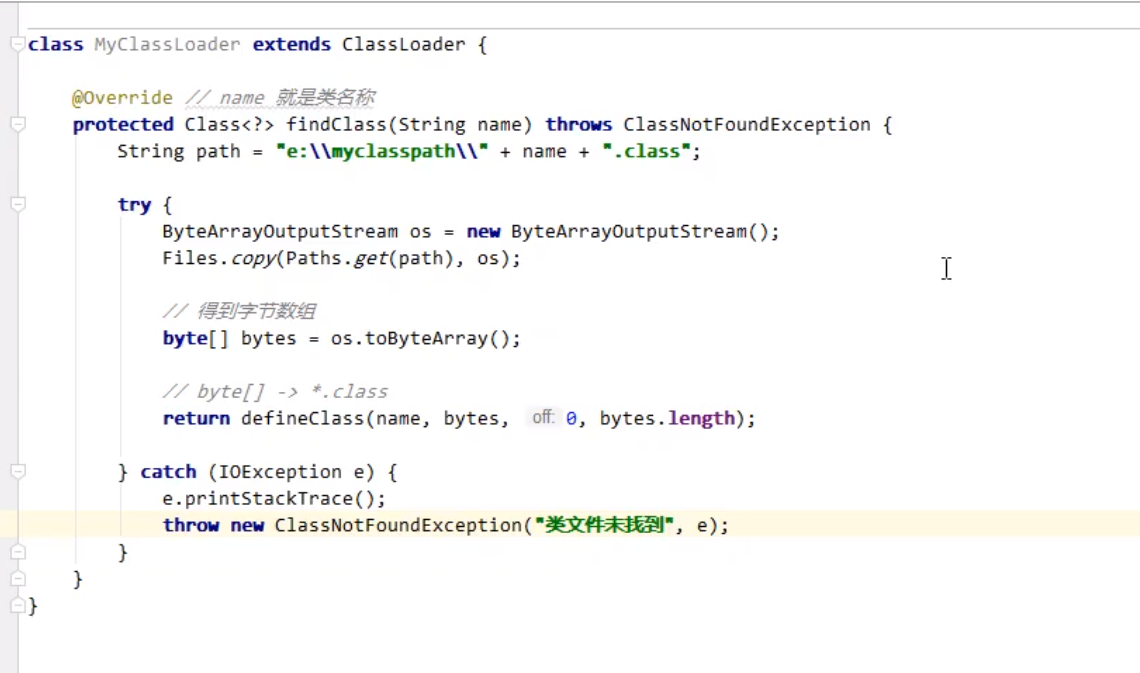 class MyClassLoader extends ClassLoader {
@Override // name 就是类名称
protected Class<?> findClass(String name) throws ClassNotFoundException {
String path = "e:\\myclasspath\\" + name + ".class";
try {
ByteArrayOutputStream os = new ByteArrayOutputStream();
Files.copy(Paths.get(path), os);
// 得到字节数组
byte[] bytes = os.toByteArray();
// byte[] -> *.class
return defineClass(name, bytes, off: 0, bytes.length);
} catch (IOException e) {
e.printStackTrace();
throw new ClassNotFoundException("类文件未找到", e);
}
}
}